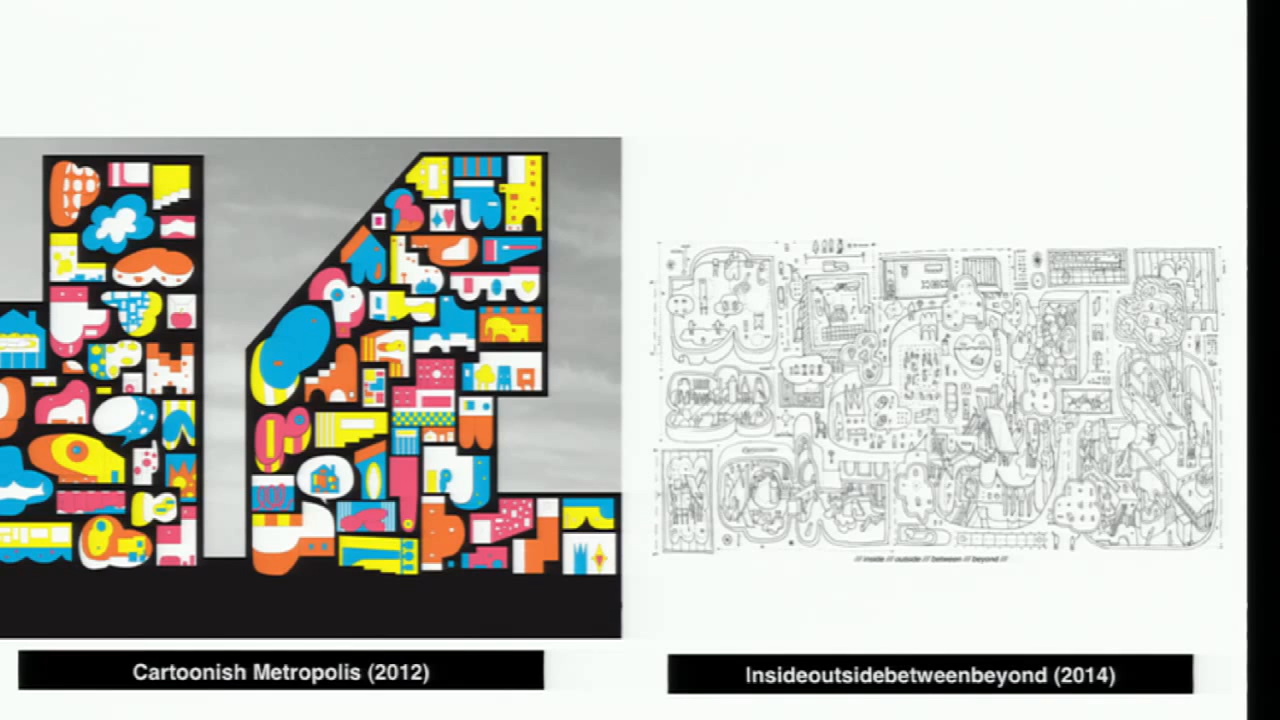 /// inside /// outside /// between /// beyond ///
Cartoonish Metropolis (2012)
Insideoutsidebetweenbeyond (2014)